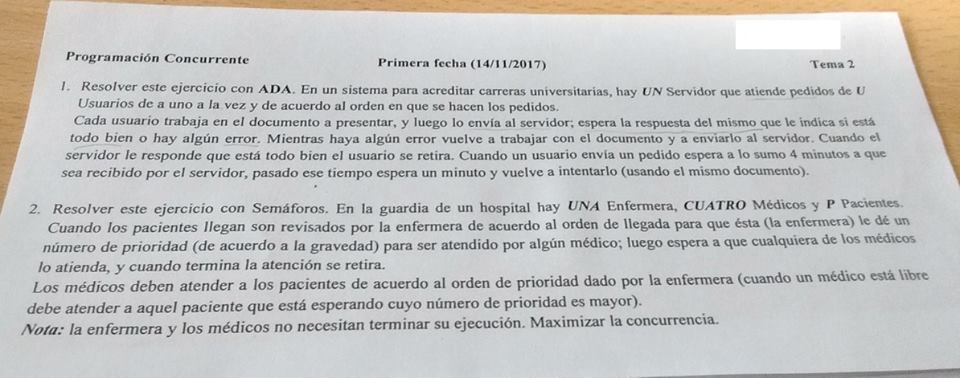 Programación Concurrente Primera fecha (14/11/2017) Tema 2
1. Resolver este ejercicio con ADA. En un sistema para acreditar carreras universitarias, hay UN Servidor que atiende pedidos de U
Usuarios de a uno a la vez y de acuerdo al orden en que se hacen los pedidos.
Cada usuario trabaja en el documento a presentar, y luego lo envía al servidor; espera la respuesta del mismo que le indica si está
todo bien o hay algún error. Mientras haya algún error vuelve a trabajar con el documento y a enviarlo al servidor. Cuando el
servidor le responde que está todo bien el usuario se retira. Cuando un usuario envía un pedido espera a lo sumo 4 minutos a que
sea recibido por el servidor, pasado ese tiempo espera un minuto y vuelve a intentarlo (usando el mismo documento).
2. Resolver este ejercicio con Semáforos. En la guardia de un hospital hay UNA Enfermera, CUATRO Médicos y P Pacientes.
Cuando los pacientes llegan son revisados por la enfermera de acuerdo al orden de llegada para que ésta (la enfermera) le dé un
número de prioridad (de acuerdo a la gravedad) para ser atendido por algún médico; luego espera a que cualquiera de los médicos
lo atienda, y cuando termina la atención se retira.
Los médicos deben atender a los pacientes de acuerdo al orden de prioridad dado por la enfermera (cuando un médico está libre
debe atender a aquel paciente que está esperando cuyo número de prioridad es mayor).
Nota: la enfermera y los médicos no necesitan terminar su ejecución. Maximizar la concurrencia.